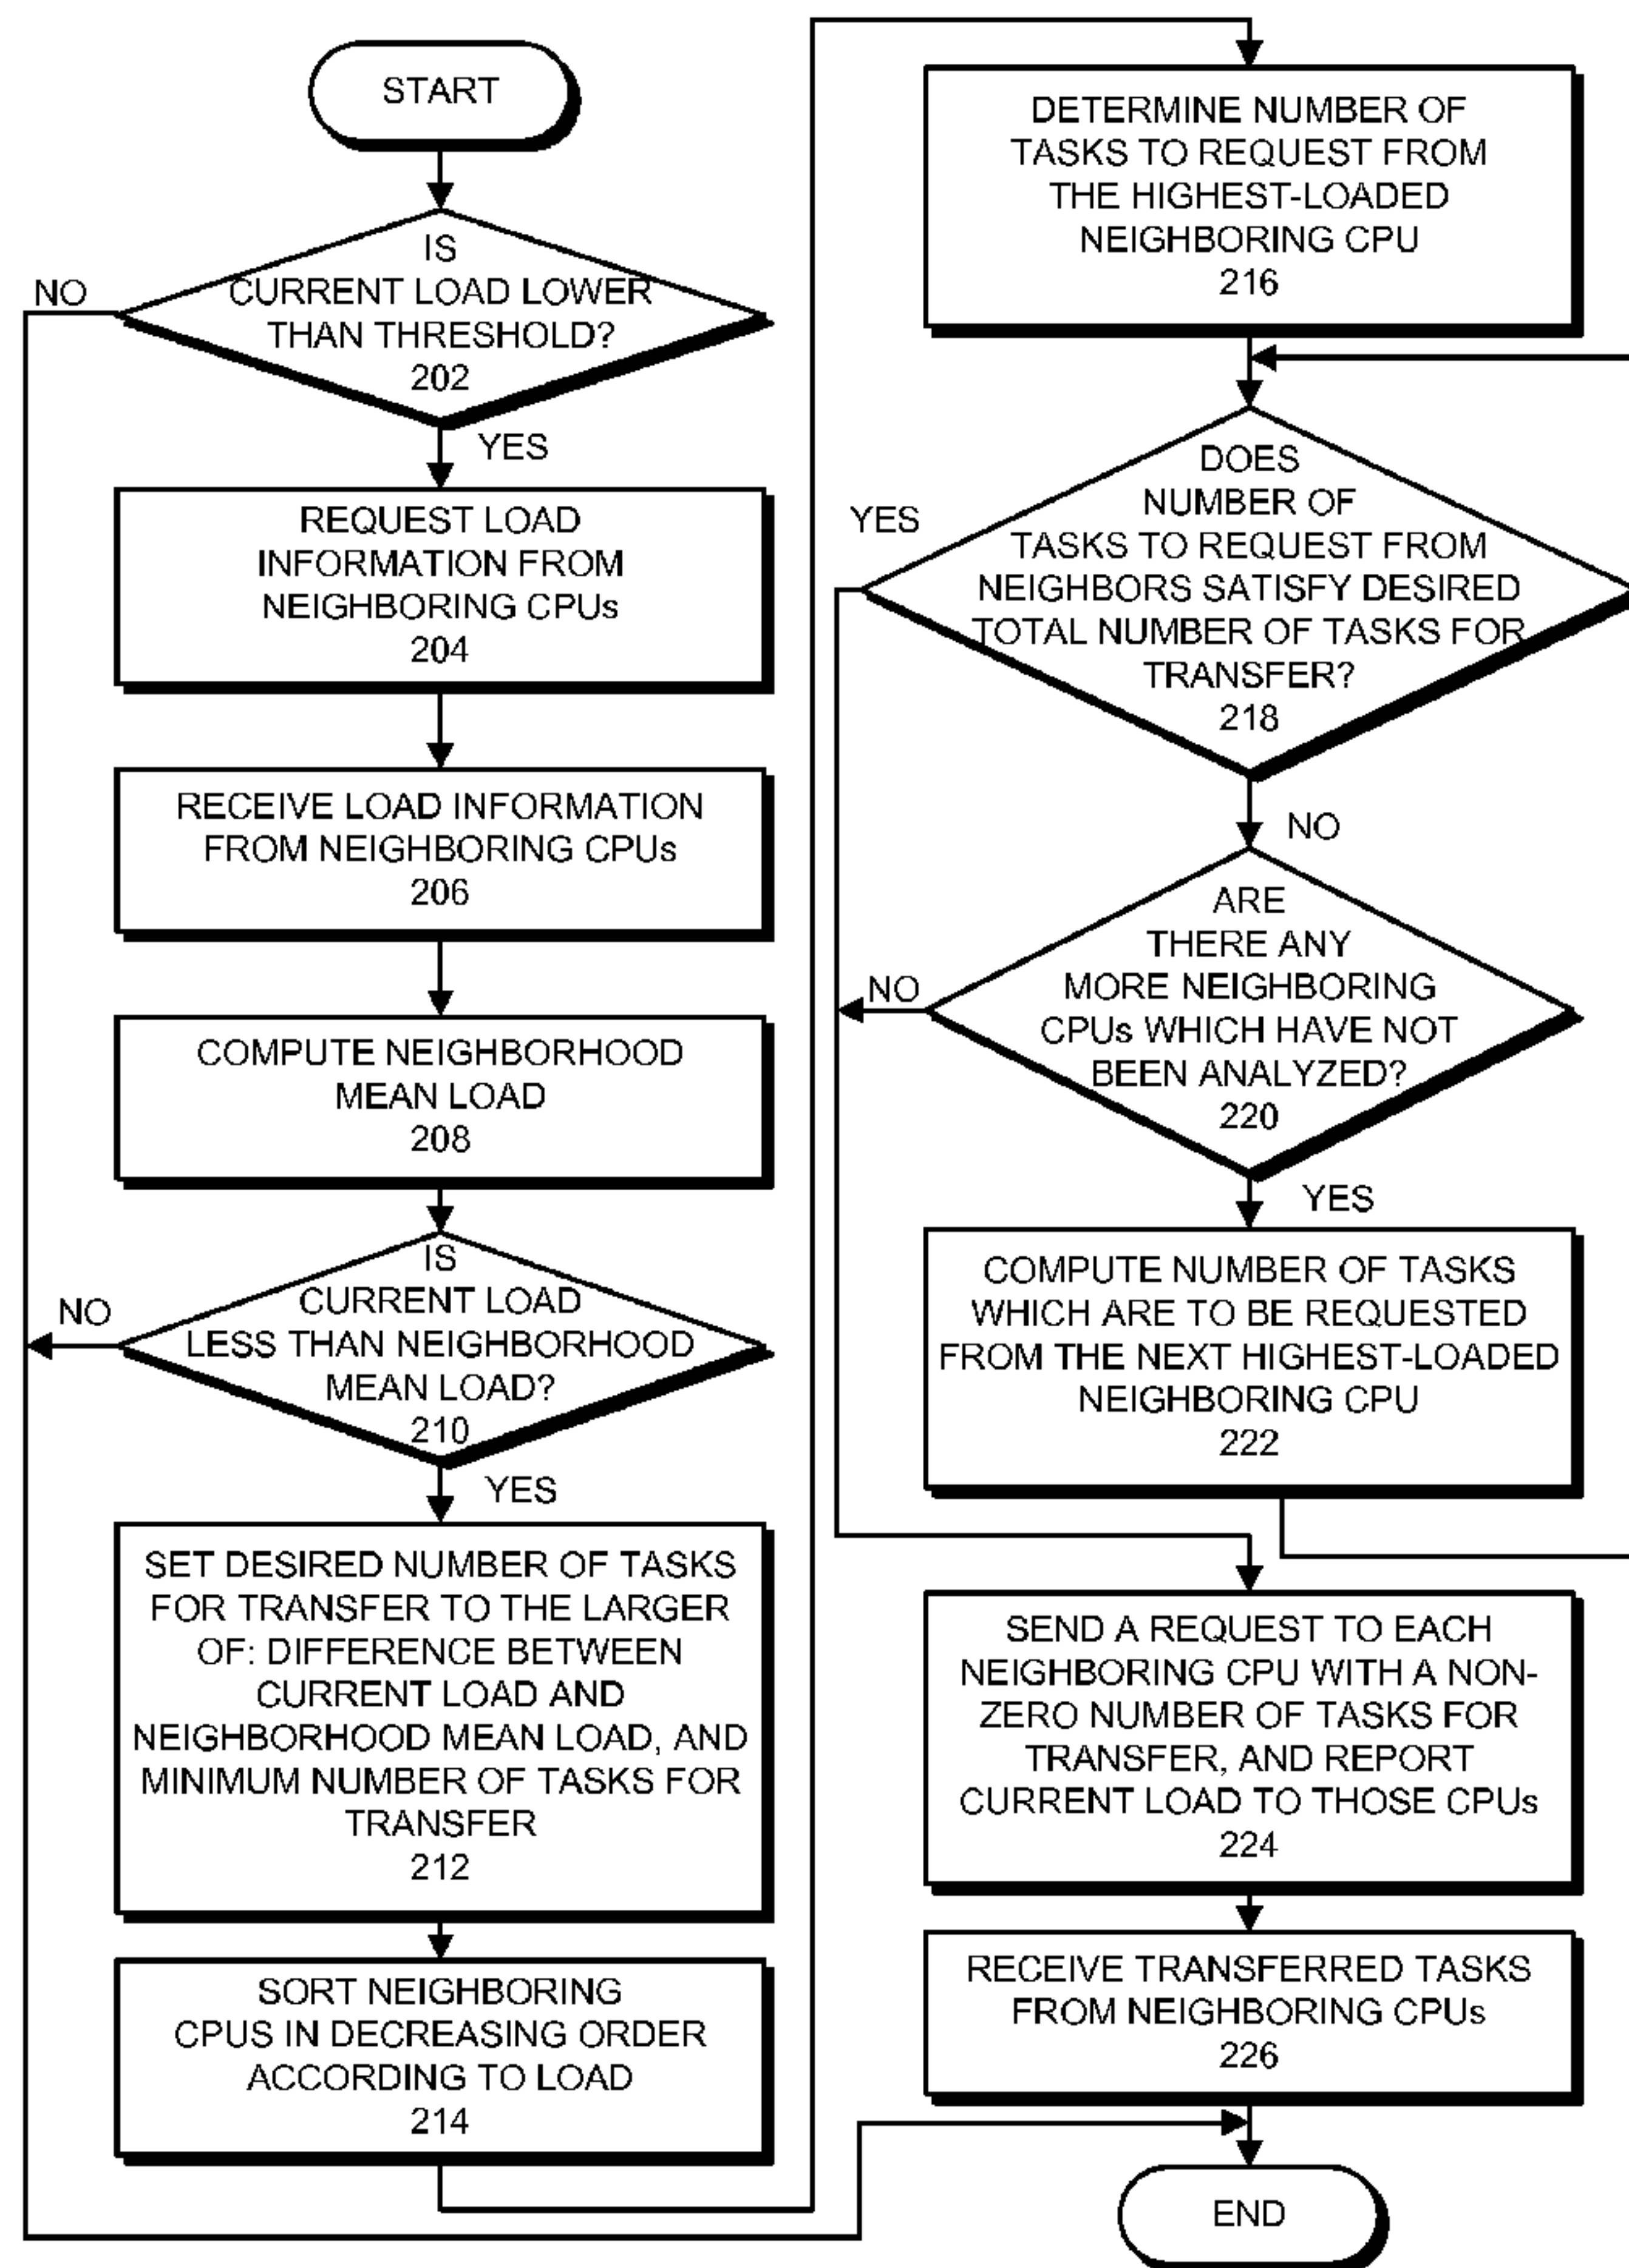 START
IS
CURRENT LOAD LOWER
THAN THRESHOLD?
202
NO
YES
REQUEST LOAD
INFORMATION FROM
NEIGHBORING CPUs
204
RECEIVE LOAD INFORMATION
FROM NEIGHBORING CPUs
206
COMPUTE NEIGHBORHOOD
MEAN LOAD
208
IS
CURRENT LOAD
LESS THAN NEIGHBORHOOD
MEAN LOAD?
210
NO
YES
SET DESIRED NUMBER OF TASKS
FOR TRANSFER TO THE LARGER
OF: DIFFERENCE BETWEEN
CURRENT LOAD AND
NEIGHBORHOOD MEAN LOAD, AND
MINIMUM NUMBER OF TASKS FOR
TRANSFER
212
SORT NEIGHBORING
CPUS IN DECREASING ORDER
ACCORDING TO LOAD
214
DETERMINE NUMBER OF
TASKS TO REQUEST FROM
THE HIGHEST-LOADED
NEIGHBORING CPU
216
DOES
NUMBER OF
TASKS TO REQUEST FROM
NEIGHBORS SATISFY DESIRED
TOTAL NUMBER OF TASKS FOR
TRANSFER?
218
YES
NO
ARE
THERE ANY
MORE NEIGHBORING
CPUs WHICH HAVE NOT
BEEN ANALYZED?
220
NO
YES
COMPUTE NUMBER OF TASKS
WHICH ARE TO BE REQUESTED
FROM THE NEXT HIGHEST-LOADED
NEIGHBORING CPU
222
SEND A REQUEST TO EACH
NEIGHBORING CPU WITH A NON-
ZERO NUMBER OF TASKS FOR
TRANSFER, AND REPORT
CURRENT LOAD TO THOSE CPUs
224
RECEIVE TRANSFERRED TASKS
FROM NEIGHBORING CPUs
226
END